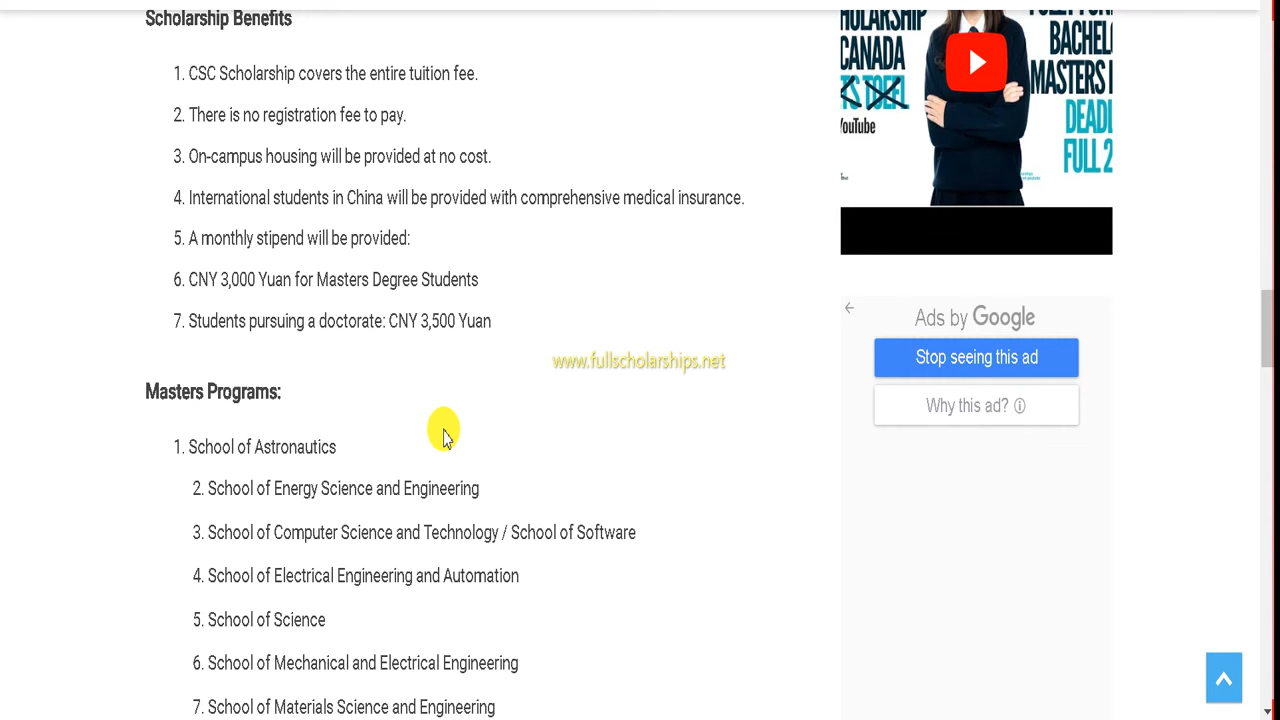 Scholarship Benefits
1. CSC Scholarship covers the entire tuition fee.
2. There is no registration fee to pay.
3. On-campus housing will be provided at no cost.
4. International students in China will be provided with comprehensive medical insurance.
5. A monthly stipend will be provided:
6. CNY 3,000 Yuan for Masters Degree Students
7. Students pursuing a doctorate: CNY 3,500 Yuan
www.fullscholarships.net
Masters Programs:
1. School of Astronautics
2. School of Energy Science and Engineering
3. School of Computer Science and Technology / School of Software
4. School of Electrical Engineering and Automation
5. School of Science
6. School of Mechanical and Electrical Engineering
7. School of Materials Science and Engineering
HOLARSHIP
CANADA
TS TOEFL
YouTube
BACHEL
MASTERS
DEADL
FULL 2
Ads by Google
Stop seeing this ad
Why this ad?